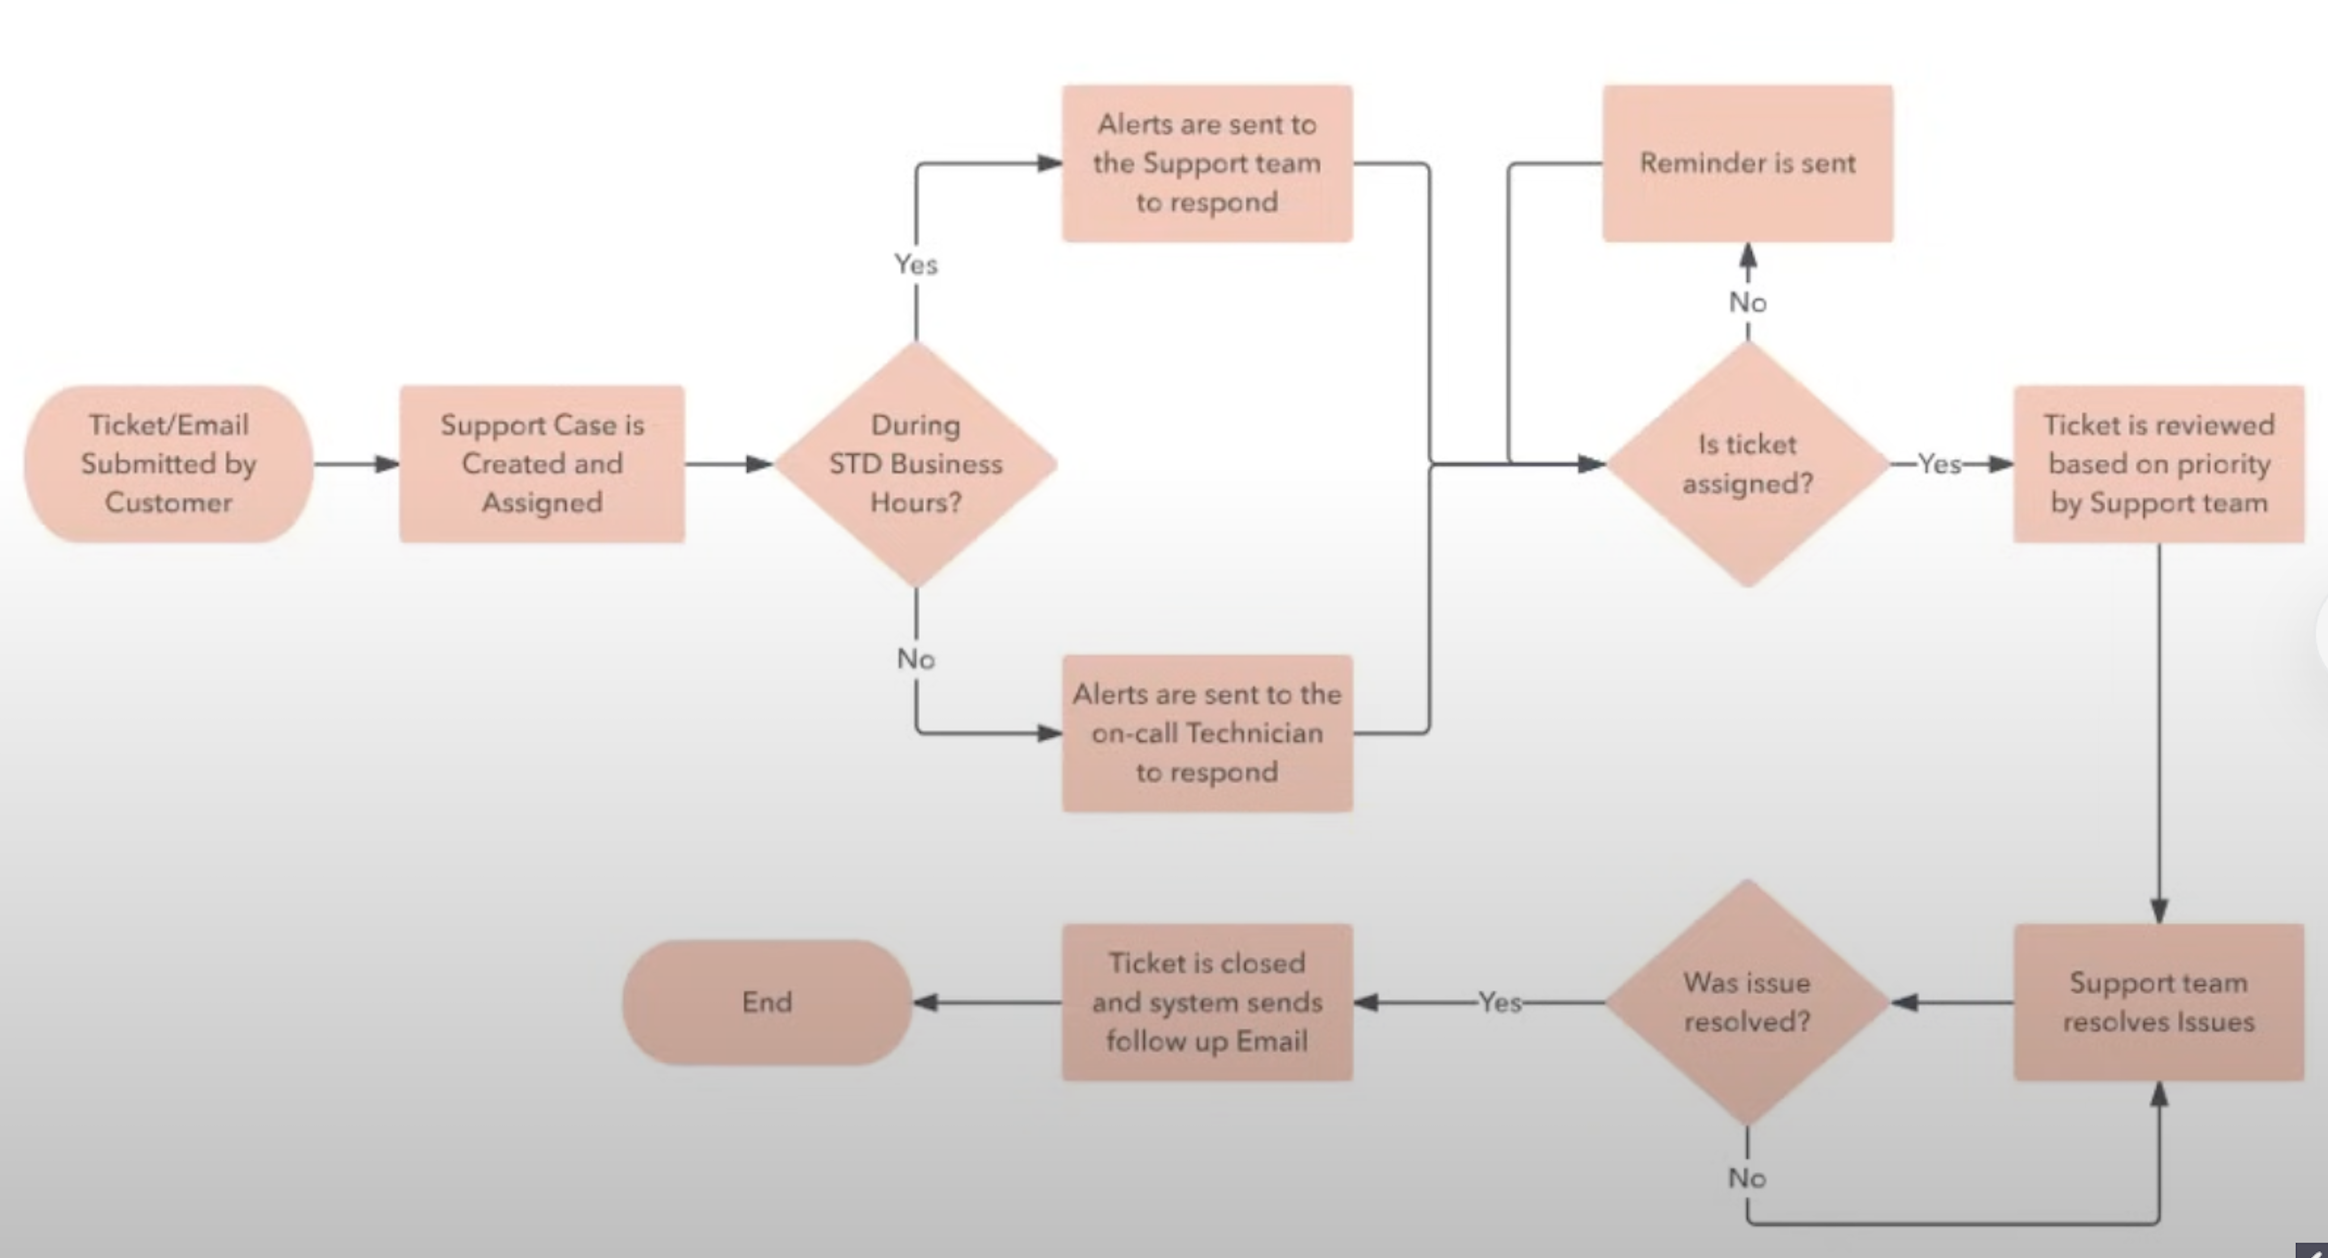 Ticket/Email
Submitted by
Customer
Support Case is
Created and
Assigned
During
STD Business
Hours?
Yes
Alerts are sent to
the Support team
to respond
No
Alerts are sent to the
on-call Technician
to respond
Is ticket
assigned?
No
Reminder is sent
Yes
Ticket is reviewed
based on priority
by Support team
Support team
resolves Issues
Was issue
resolved?
No
Yes
Ticket is closed
and system sends
follow up Email
End